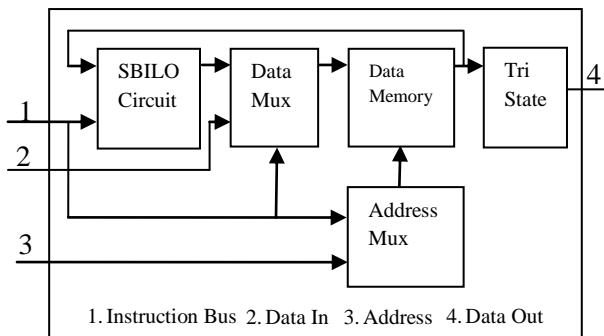 SBILO
Circuit
Data
Mux
Data
Memory
Tri
State
4
1
2
Address
Mux
3
1. Instruction Bus 2. Data In 3. Address 4. Data Out